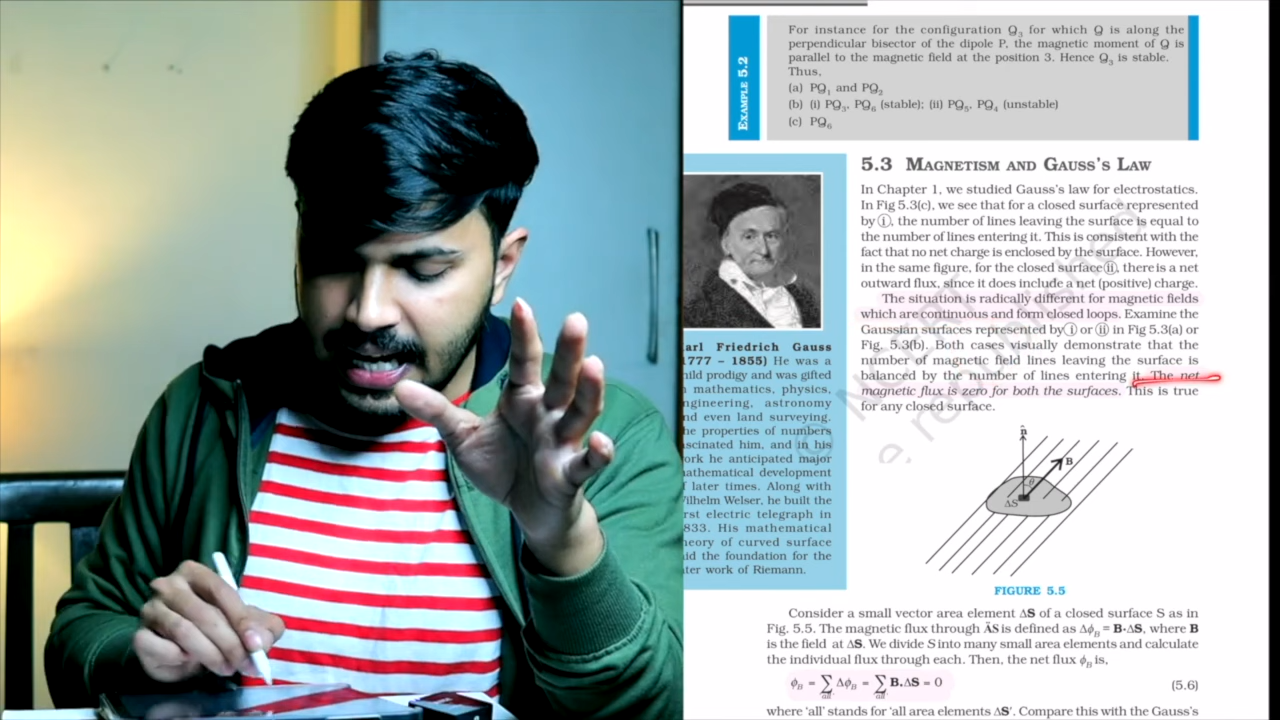 For instance for the configuration Q3 for which Q is along the
perpendicular bisector of the dipole P, the magnetic moment of Q is
parallel to the magnetic field at the position 3. Hence Q3 is stable.
Thus,
(a) PQ1 and PQ2
(b) (i) PQ3, PQ6 (stable); (ii) PQ5, PQ4 (unstable)
(c) PQ6
EXAMPLE 5.2
5.3 MAGNETISM AND GAUSS'S LAW
In Chapter 1, we studied Gauss's law for electrostatics.
In Fig 5.3(c), we see that for a closed surface represented
by (i), the number of lines leaving the surface is equal to
the number of lines entering it. This is consistent with the
fact that no net charge is enclosed by the surface. However,
in the same figure, for the closed surface (ii), there is a net
outward flux, since it does include a net (positive) charge.
The situation is radically different for magnetic fields
which are continuous and form closed loops. Examine the
Gaussian surfaces represented by (i) or (ii) in Fig 5.3(a) or
Fig. 5.3(b). Both cases visually demonstrate that the
number of magnetic field lines leaving the surface is
balanced by the number of lines entering it. The net
magnetic flux is zero for both the surfaces. This is true
for any closed surface.
arl Friedrich Gauss
1777 – 1855) He was a
hild prodigy and was gifted
n mathematics, physics,
ngineering, astronomy
nd even land surveying.
he properties of numbers
ascinated him, and in his
ork he anticipated major
athematical development
f later times. Along with
ilhelm Welser, he built the
rst electric telegraph in
833. His mathematical
heory of curved surface
aid the foundation for the
ater work of Riemann.
n̂
B
θ
ΔS
FIGURE 5.5
Consider a small vector area element ΔS of a closed surface S as in
Fig. 5.5. The magnetic flux through ÄS is defined as ΔϕB = B·ΔS, where B
is the field at ΔS. We divide S into many small area elements and calculate
the individual flux through each. Then, the net flux ϕB is,
ϕB = ∑all ΔϕB = ∑all B.ΔS = 0 (5.6)
where 'all' stands for 'all area elements ΔS'. Compare this with the Gauss's